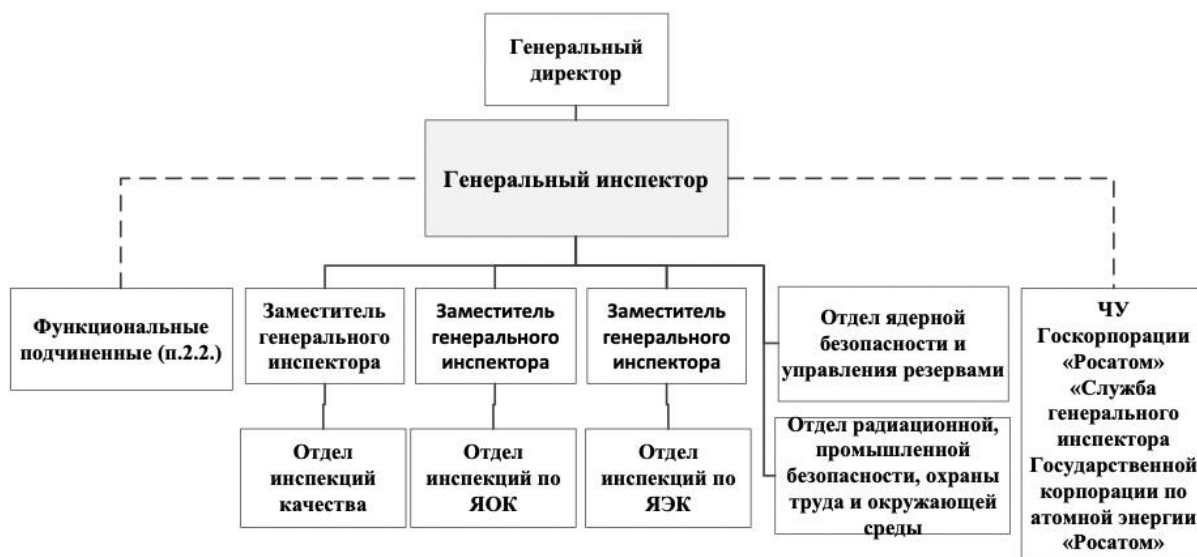 Генеральный
директор
Генеральный инспектор
Функциональные
подчиненные (п.2.2.)
Заместитель
генерального
инспектора
Заместитель
генерального
инспектора
Заместитель
генерального
инспектора
Отдел ядерной
безопасности и
управления резервами
ЧУ
Госкорпорации
«Росатом»
«Служба
генерального
инспектора
Государственной
корпорации по
атомной энергии
«Росатом»
Отдел
инспекций
качества
Отдел
инспекций по
ЯОК
Отдел
инспекций по
ЯЭК
Отдел радиационной,
промышленной
безопасности, охраны
труда и окружающей
среды